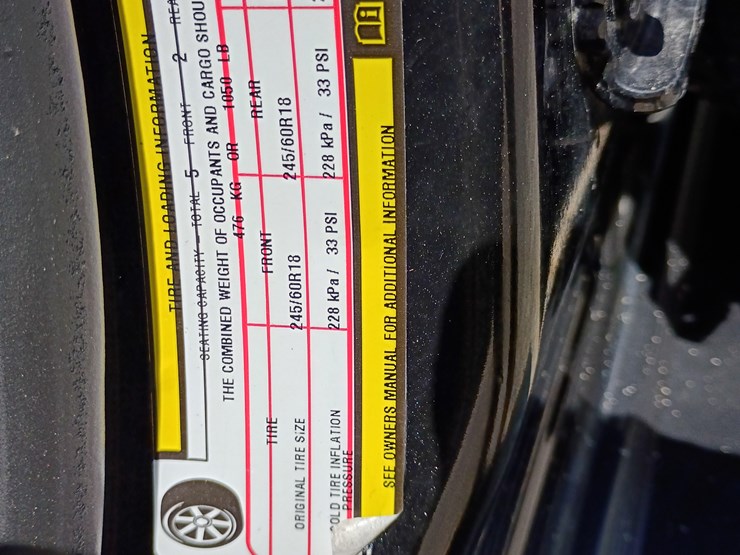 TIRE AND LOADING INFORMATION
SEATING CAPACITY - TOTAL 5 FRONT 2
THE COMBINED WEIGHT OF OCCUPANTS AND CARGO
476 KG OR 1050 LB
TIRE FRONT REAR
ORIGINAL TIRE SIZE 245/60R18 245/60R18
COLD TIRE INFLATION PRESSURE 228 kPa / 33 PSI 228 kPa / 33 PSI
SEE OWNERS MANUAL FOR ADDITIONAL INFORMATION